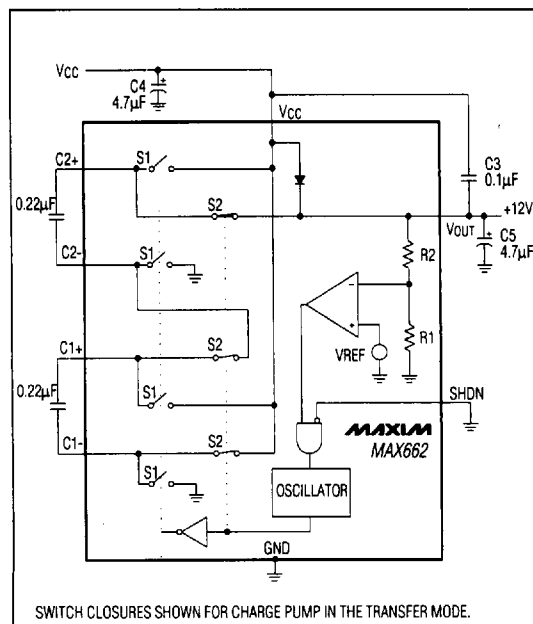 VCC
C4
4.7µF
VCC
C2+
S1
C3
0.1µF
0.22µF
S2
+12V
VOUT
C2-
S1
R2
C5
4.7µF
C1+
S2
VREF
R1
0.22µF
S1
SHDN
C1-
S2
MAXIM
MAX662
S1
OSCILLATOR
GND
SWITCH CLOSURES SHOWN FOR CHARGE PUMP IN THE TRANSFER MODE.